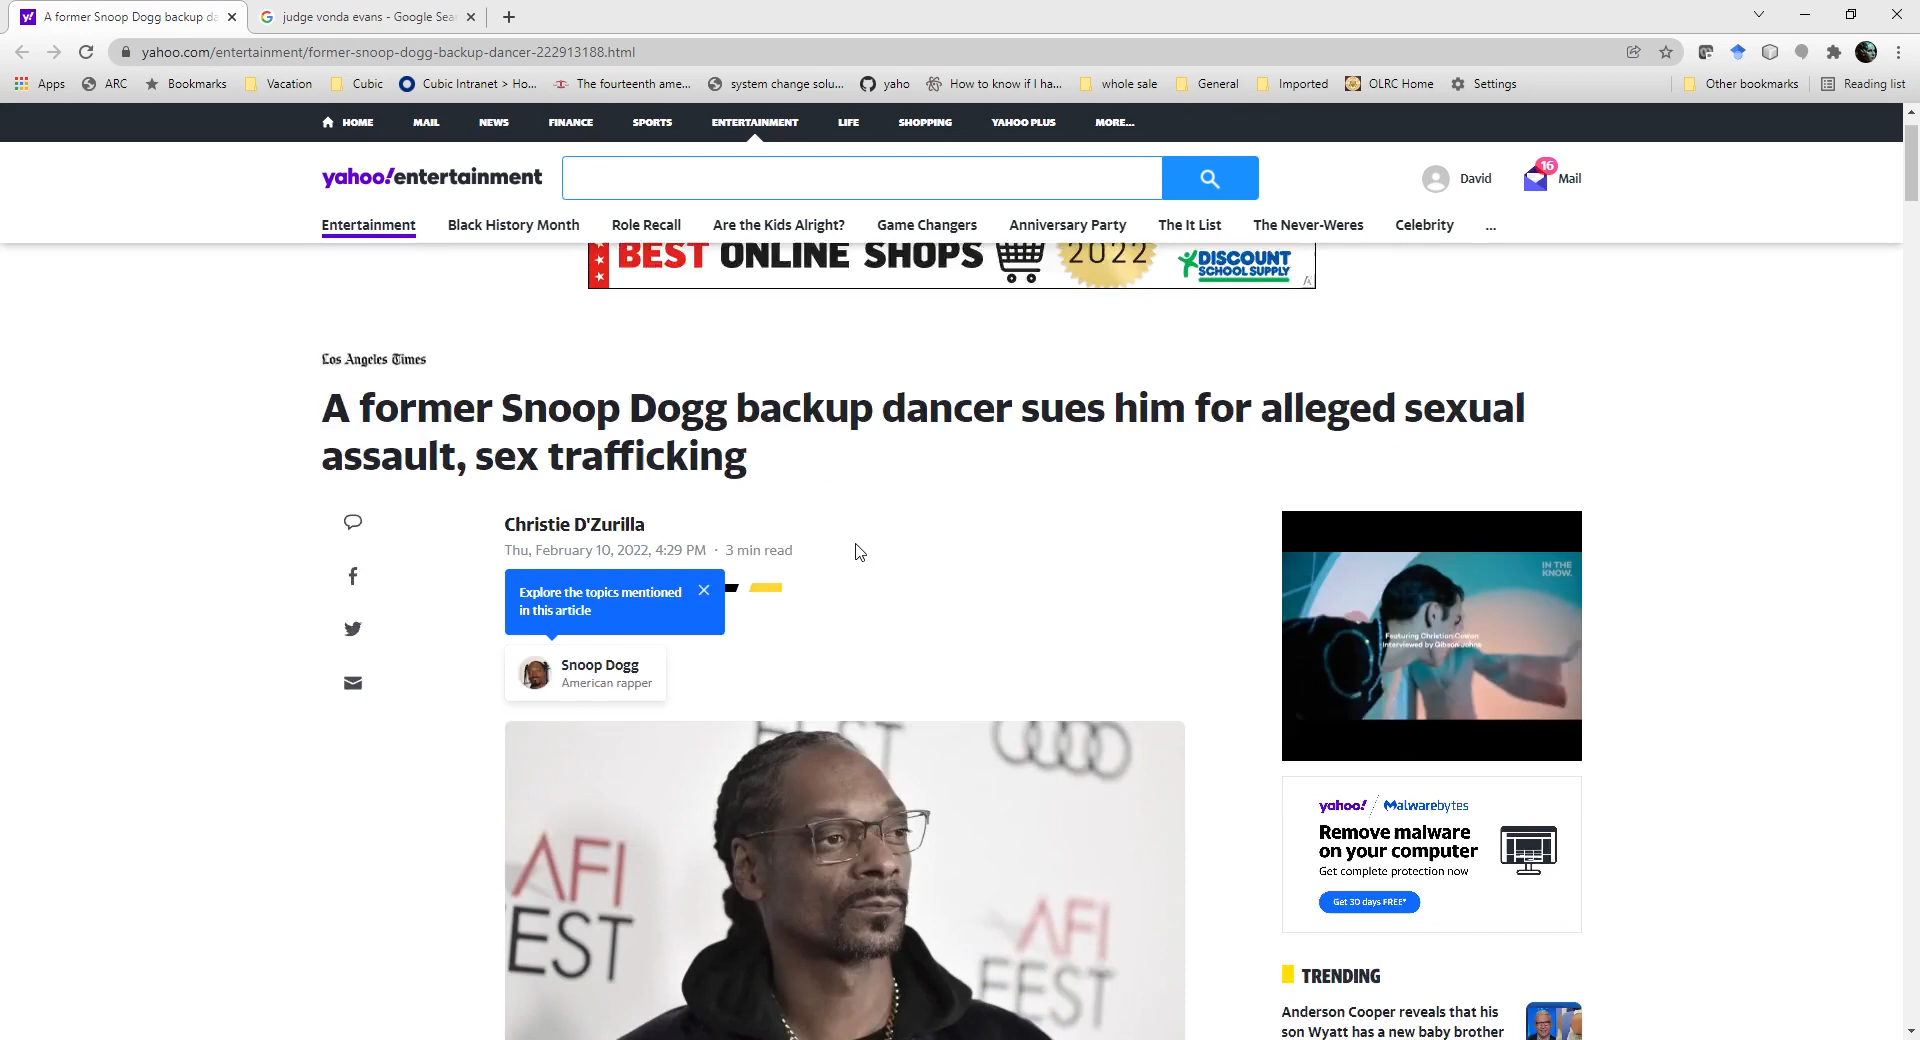 A former Snoop Dogg backup da
judge vonda evans - Google Sea
yahoo.com/entertainment/former-snoop-dogg-backup-dancer-222913188.html
Apps
ARC
Bookmarks
Vacation
Cubic
Cubic Intranet > Ho...
The fourteenth ame...
system change solu...
yaho
How to know if I ha...
whole sale
General
Imported
OLRC Home
Settings
Other bookmarks
Reading list
HOME
MAIL
NEWS
FINANCE
SPORTS
ENTERTAINMENT
LIFE
SHOPPING
YAHOO PLUS
MORE...
yahoo!entertainment
David
16
Mail
Entertainment
Black History Month
Role Recall
Are the Kids Alright?
Game Changers
Anniversary Party
The It List
The Never-Weres
Celebrity
...
BEST ONLINE SHOPS
2022
DISCOUNT
SCHOOL SUPPLY
Los Angeles Times
A former Snoop Dogg backup dancer sues him for alleged sexual
assault, sex trafficking
Christie D'Zurilla
Thu, February 10, 2022, 4:29 PM · 3 min read
Explore the topics mentioned
in this article
Snoop Dogg
American rapper
AFI
FEST
AFI
FEST
FEST
IN THE
KNOW.
Featuring Christian Cowan
Interviewed by Gibson Johns
yahoo! / Malwarebytes
Remove malware
on your computer
Get complete protection now
Get 30 days FREE*
TRENDING
Anderson Cooper reveals that his
son Wyatt has a new baby brother